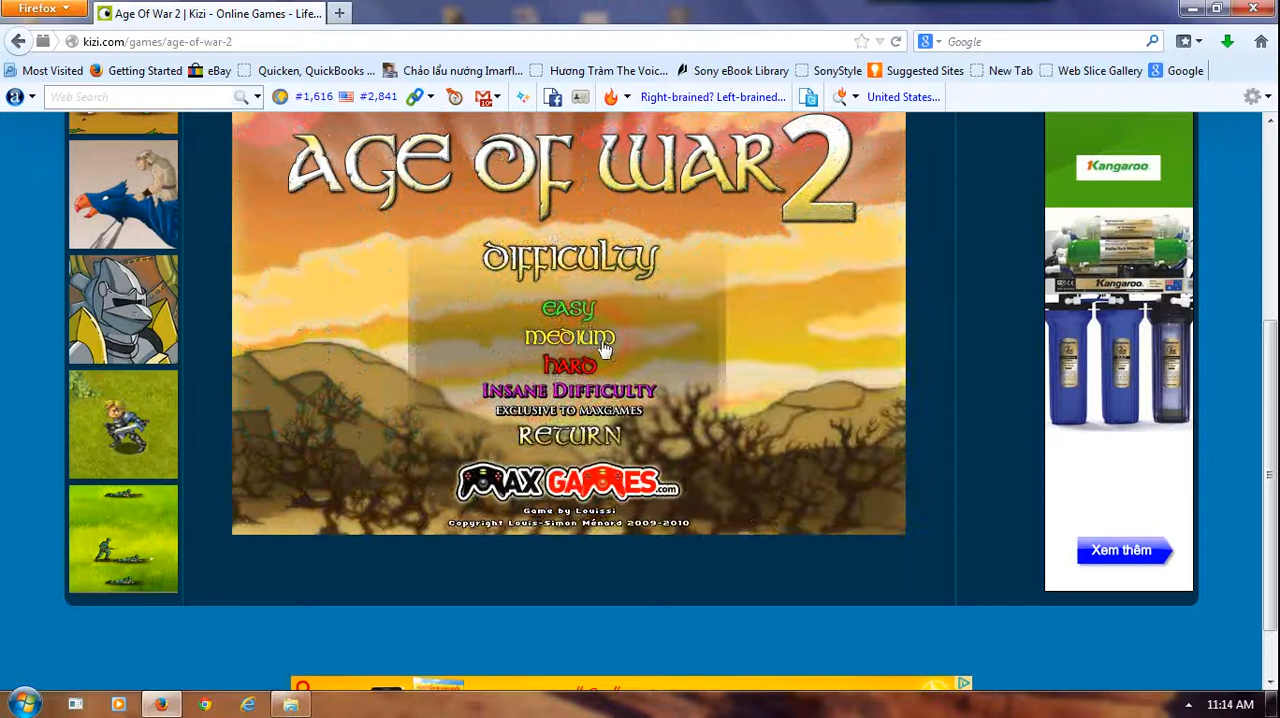 Firefox
Age Of War 2 | Kizi - Online Games - Life...
kizi.com/games/age-of-war-2
Google
Most Visited
Getting Started
eBay
Quicken, QuickBooks ...
Chảo lfu lường Imarfl...
Hương Tràm The Voic...
Sony eBook Library
SonyStyle
Suggested Sites
New Tab
Web Slice Gallery
Google
Web Search
#1,616
#2,841
Right-brained? Left-brained...
United States...
AGE OF WAR 2
Difficulty
Easy
Medium
Hard
Insane Difficulty
Exclusive to Maxgames
Return
MAX GAMES.com
Game by Louissi
Copyright Louis-Simon Ménard 2009-2010
Kangaroo
Kangaroo
Xem thêm
11:14 AM